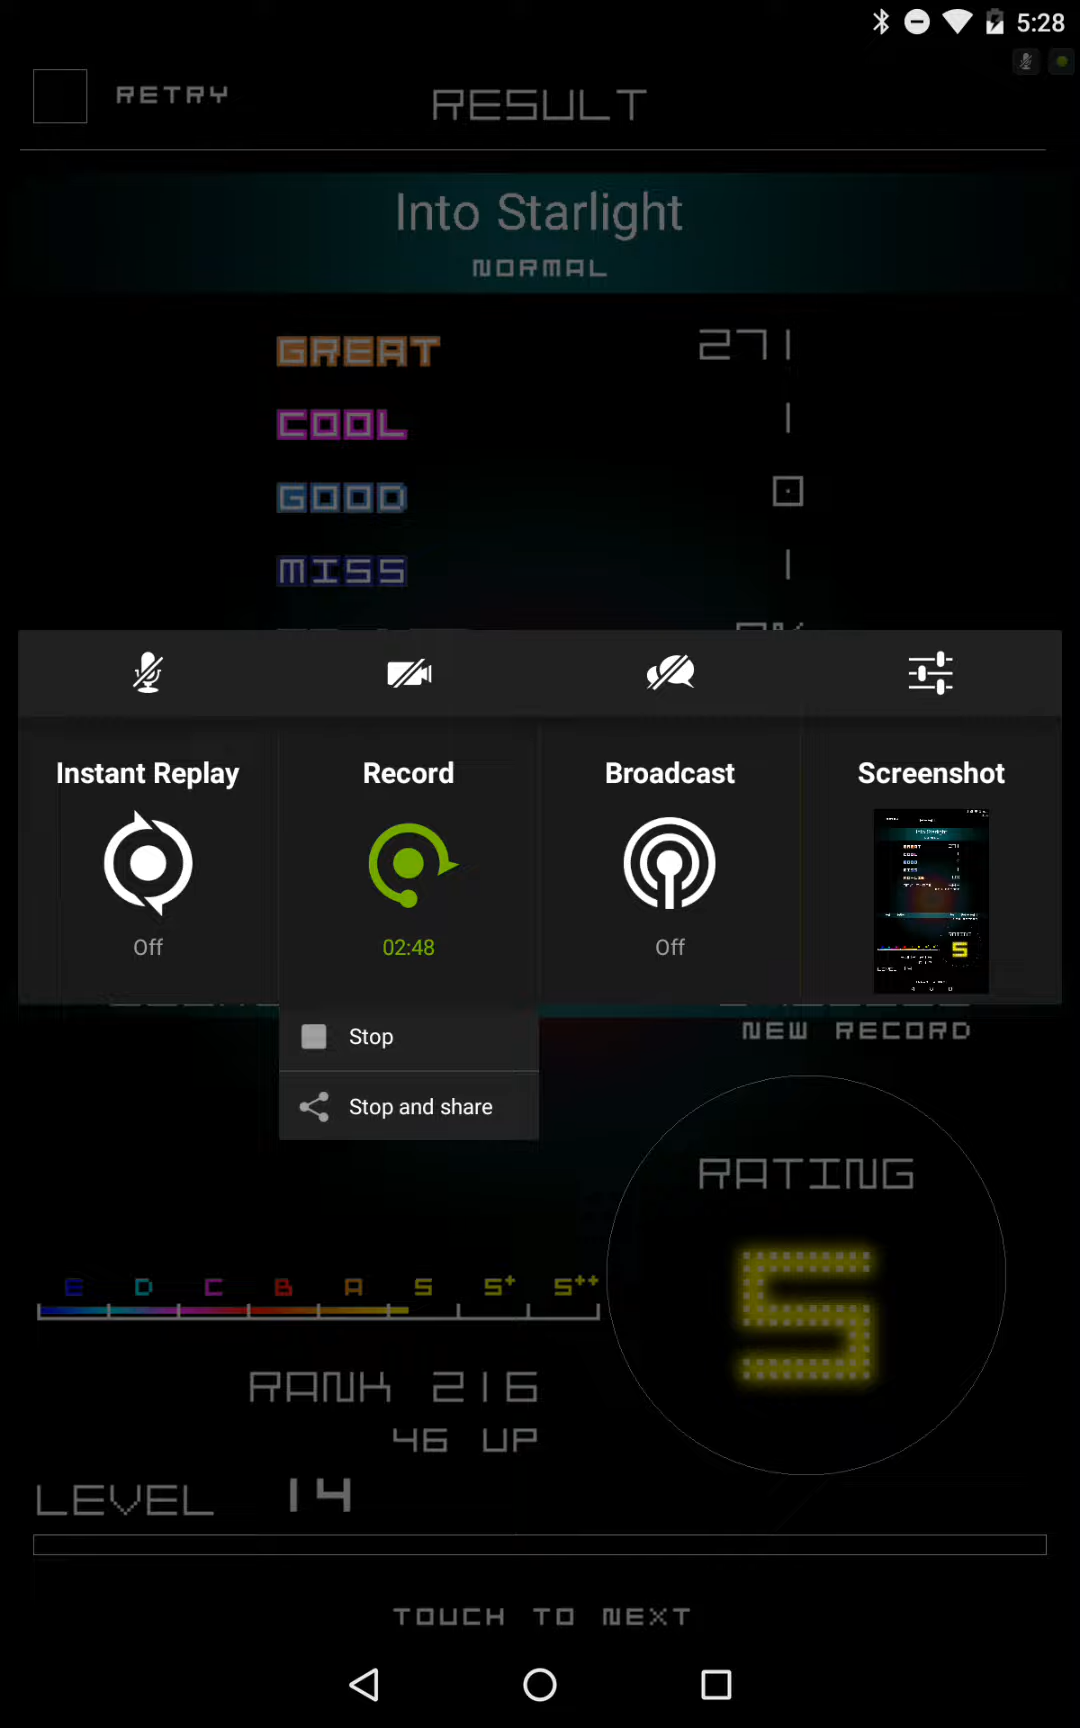 5:28
RETRY
RESULT
Into Starlight
NORMAL
GREAT 271
COOL 1
GOOD 0
MISS 1
Instant Replay
Record
Broadcast
Screenshot
Off
02:48
Off
Stop
Stop and share
NEW RECORD
RATING
S
E D C B A S S+ S++
RANK 216
46 UP
LEVEL 14
TOUCH TO NEXT